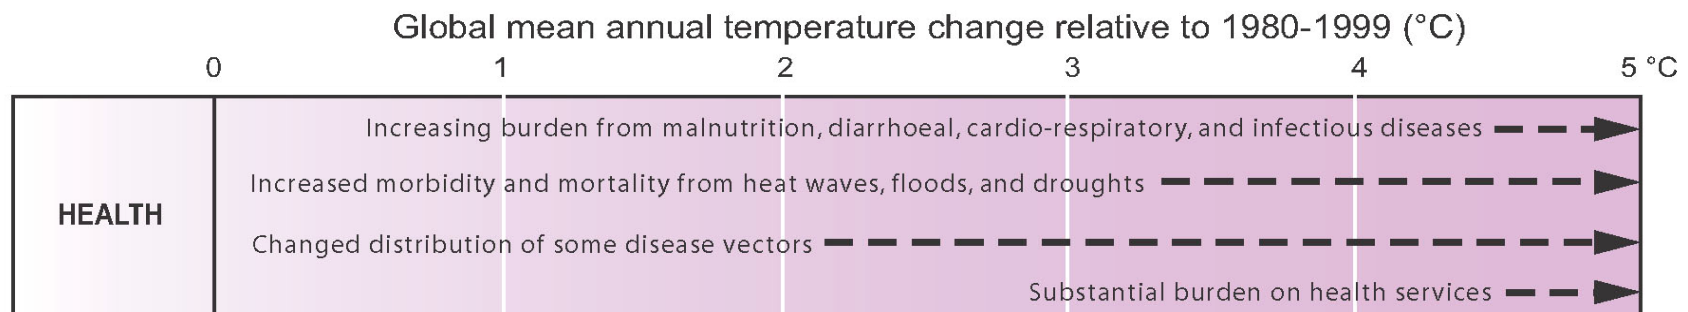 Global mean annual temperature change relative to 1980-1999 (°C)
0 1 2 3 4 5 °C
Increasing burden from malnutrition, diarrhoeal, cardio-respiratory, and infectious diseases
Increased morbidity and mortality from heat waves, floods, and droughts
HEALTH
Changed distribution of some disease vectors
Substantial burden on health services